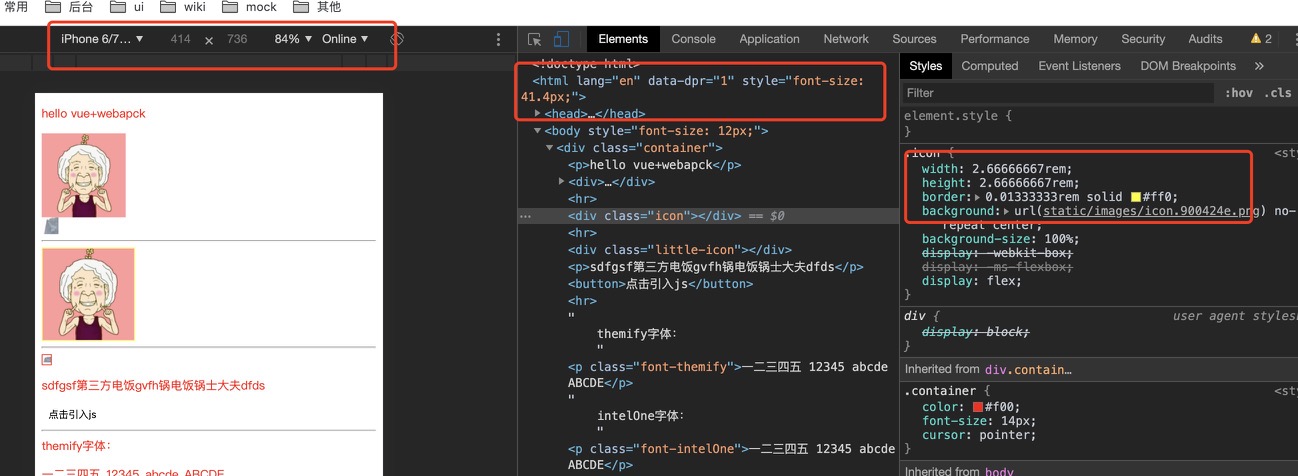 常用 后台 ui wiki mock 其他
iPhone 6/7... ▼ 414 × 736 84% ▼ Online ▼
Elements Console Application Network Sources Performance Memory Security Audits 2
hello vue+webapck
sdfgsf第三方电饭gvfh锅电饭锅士大夫dfds
点击引入js
themify字体：
一二三四五 12345 abcde ABCDE
<!doctype html>
<html lang="en" data-dpr="1" style="font-size:
41.4px;">
▶<head>…</head>
▼<body style="font-size: 12px;">
▼<div class="container">
<p>hello vue+webapck</p>
▶<div>…</div>
<hr>
… <div class="icon"></div> == $0
<hr>
<div class="little-icon"></div>
<p>sdfgsf第三方电饭gvfh锅电饭锅士大夫dfds</p>
<button>点击引入js</button>
<hr>
"
themify字体：
"
<p class="font-themify">一二三四五 12345 abcde
ABCDE</p>
"
intelOne字体：
"
<p class="font-intelOne">一二三四五 12345 abcde
ABCDE</p>
Styles Computed Event Listeners DOM Breakpoints »
Filter :hov .cls
element.style {
}
.icon { <sty
width: 2.66666667rem;
height: 2.66666667rem;
border:▶ 0.01333333rem solid #ff0;
background:▶ url(static/images/icon.900424e.png) no-
repeat center;
background-size: 100%;
display: -webkit-box;
display: -ms-flexbox;
display: flex;
}
div { user agent stylesh
display: block;
}
Inherited from div.contain…
.container { <sty
color: #f00;
font-size: 14px;
cursor: pointer;
}
Inherited from body